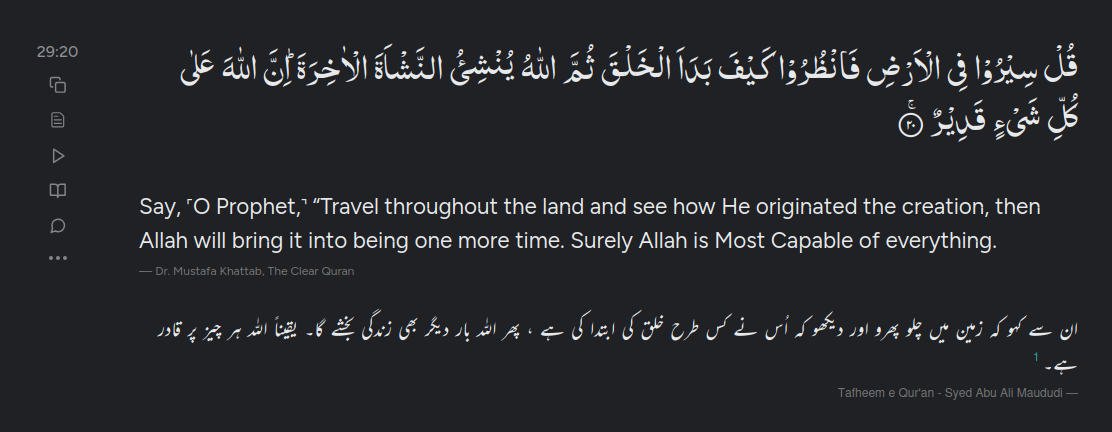 29:20
قُلْ سِيْرُوْا فِى الْاَرْضِ فَانْظُرُوْا كَيْفَ بَدَاَ الْخَلْقَ ثُمَّ اللّٰهُ يُنْشِئُ النَّشْاَةَ الْاٰخِرَةَ ؕ اِنَّ اللّٰهَ عَلٰى
كُلِّ شَىْءٍ قَدِيْرٌ ۚ‏ ٢٠
Say, ˹O Prophet,˺ “Travel throughout the land and see how He originated the creation, then
Allah will bring it into being one more time. Surely Allah is Most Capable of everything.
— Dr. Mustafa Khattab, The Clear Quran
ان سے کہو کہ زمین میں چلو پھرو اور دیکھو کہ اُس نے کس طرح خلق کی ابتدا کی ہے ، پھر اللہ بار دیگر بھی زندگی بخشے گا۔ یقیناً اللہ ہر چیز پر قادر
ہے۔ 1
Tafheem e Qur'an - Syed Abu Ali Maududi —